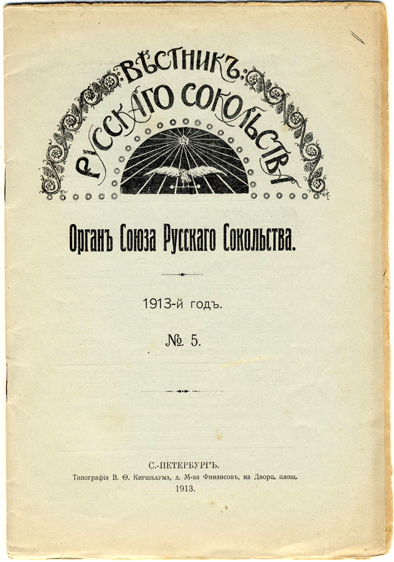 ВѢСТНИКЪ
РУССКАГО СОКОЛЬСТВА
Органъ Союза Русскаго Сокольства.
1913-й годъ.
№ 5.
С.-ПЕТЕРБУРГЪ.
Типографія В. Ѳ. Киршбаума, д. М-ва Финансовъ, на Дворц. площ.
1913.